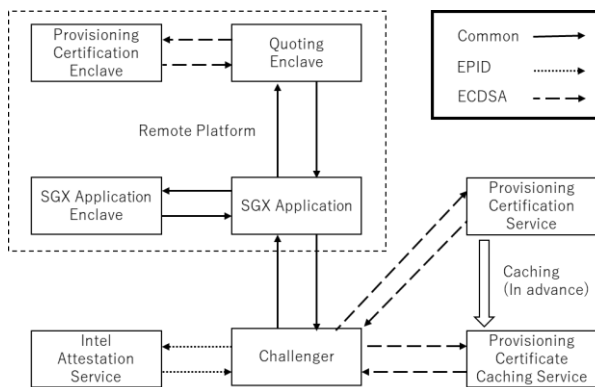 Provisioning
Certification
Enclave
Quoting
Enclave
Common
EPID
ECDSA
Remote Platform
SGX Application
Enclave
SGX Application
Provisioning
Certification
Service
Caching
(In advance)
Intel
Attestation
Service
Challenger
Provisioning
Certificate
Caching Service